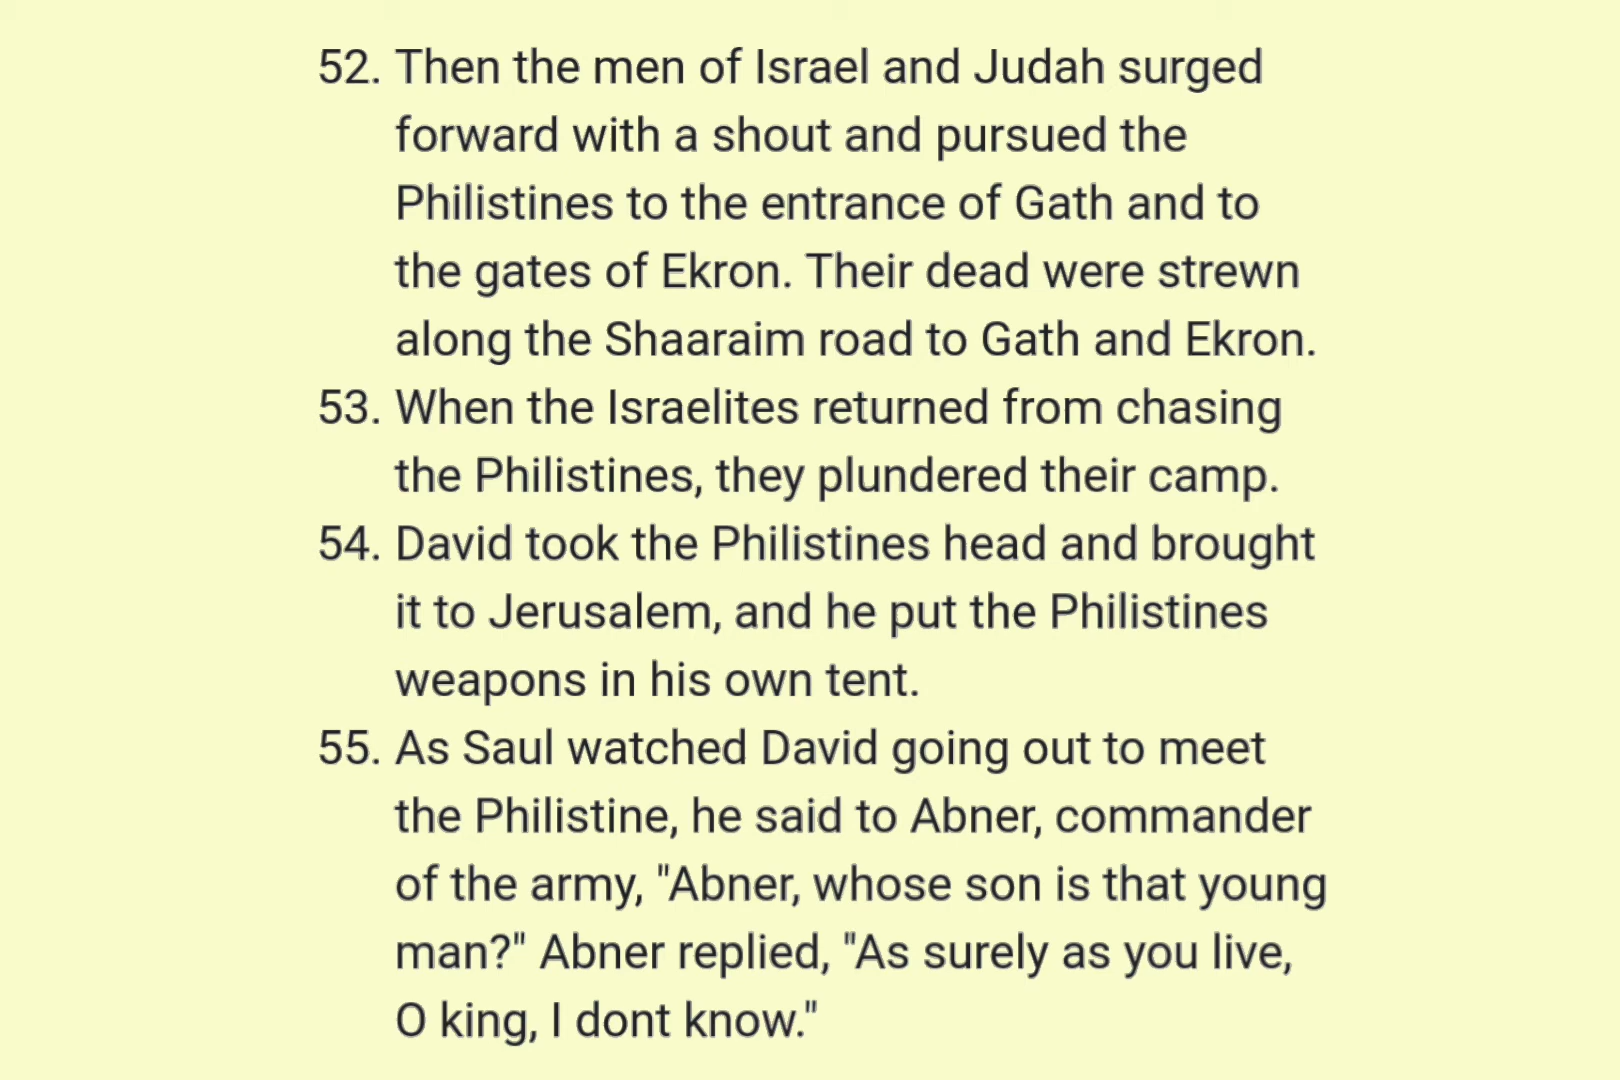 52. Then the men of Israel and Judah surged
forward with a shout and pursued the
Philistines to the entrance of Gath and to
the gates of Ekron. Their dead were strewn
along the Shaaraim road to Gath and Ekron.
53. When the Israelites returned from chasing
the Philistines, they plundered their camp.
54. David took the Philistines head and brought
it to Jerusalem, and he put the Philistines
weapons in his own tent.
55. As Saul watched David going out to meet
the Philistine, he said to Abner, commander
of the army, "Abner, whose son is that young
man?" Abner replied, "As surely as you live,
O king, I dont know."